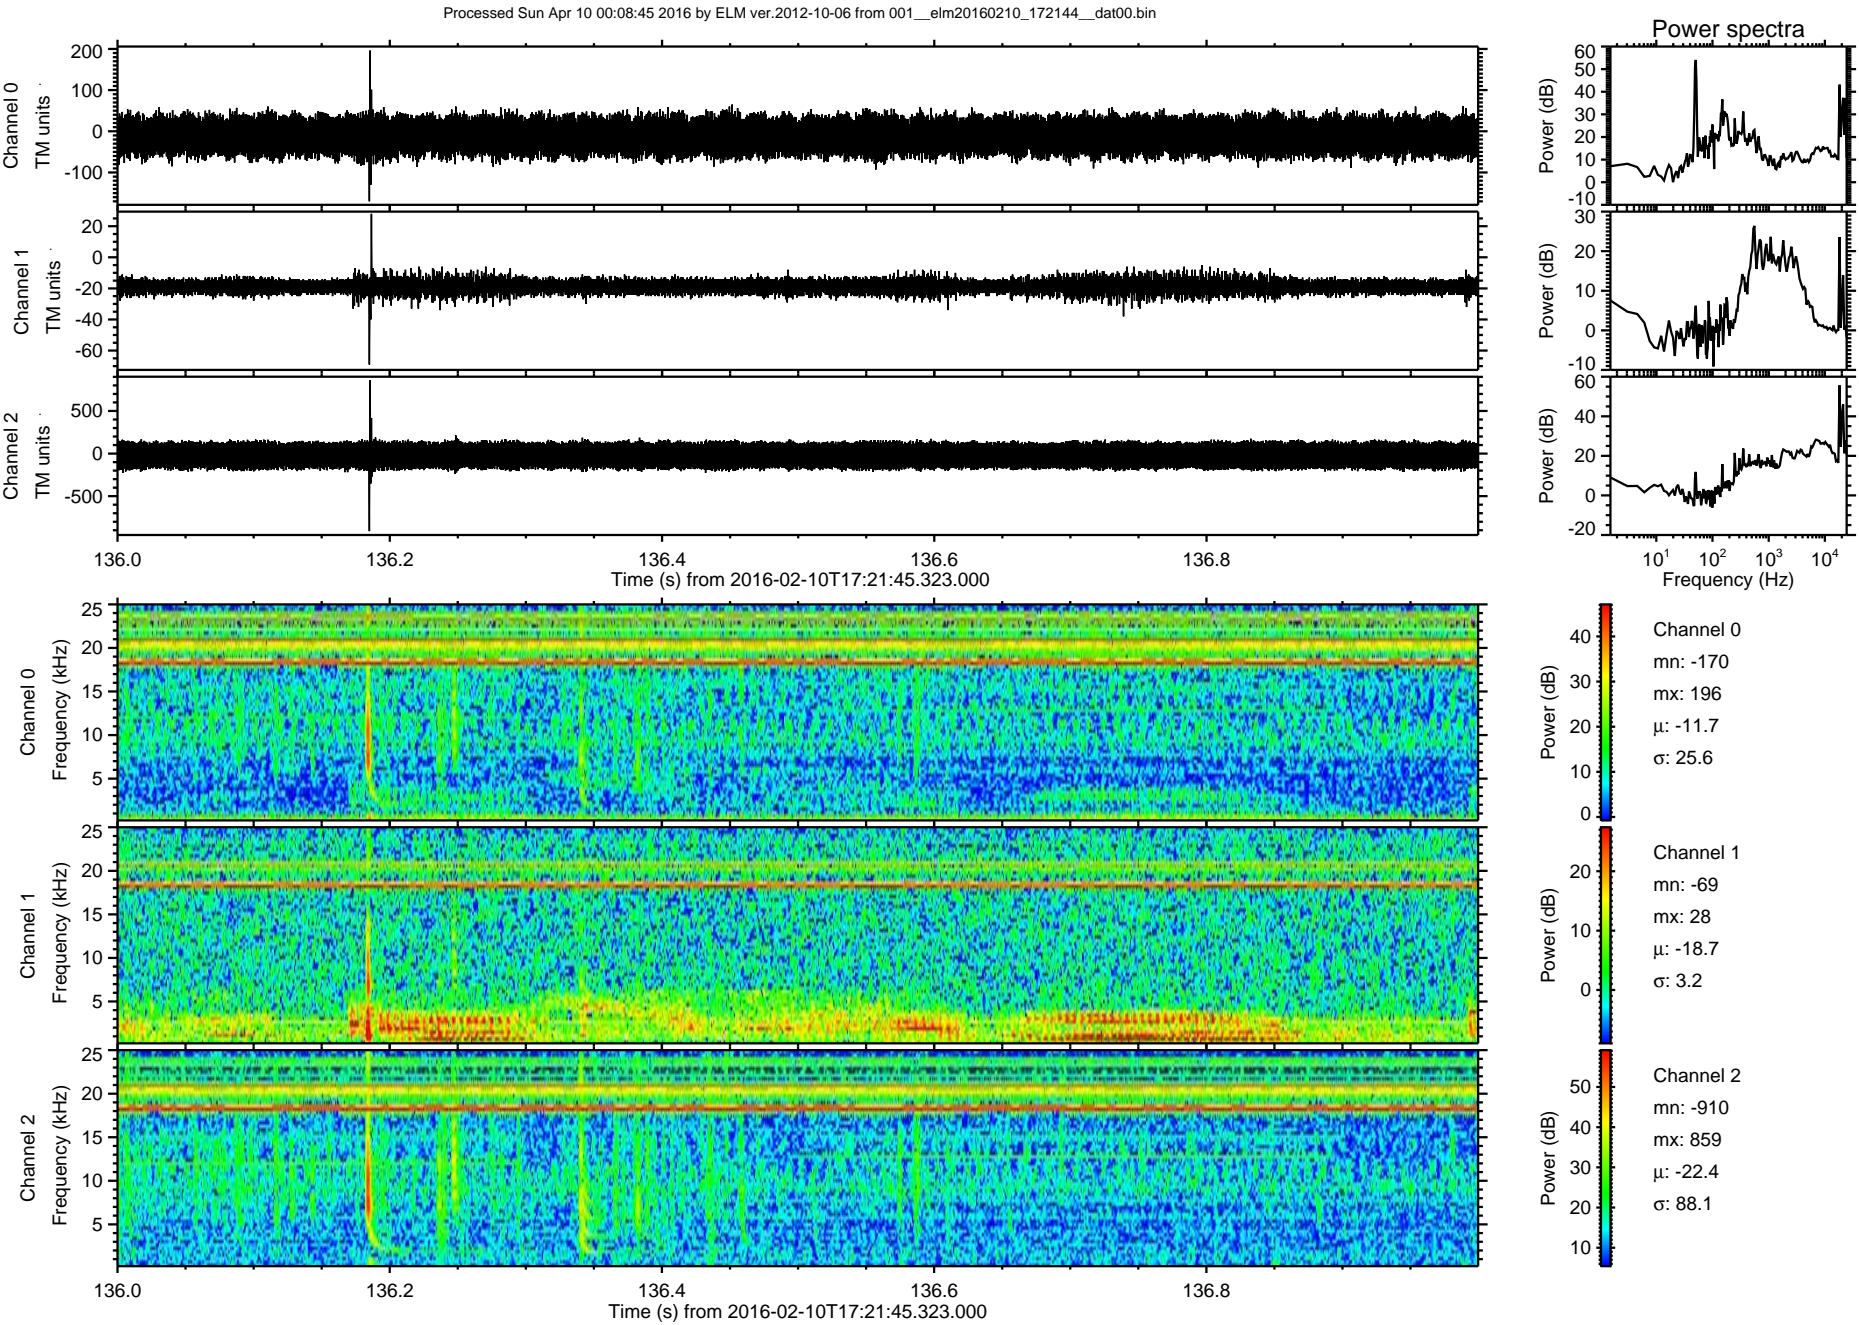 Processed Sun Apr 10 00:08:45 2016 by ELM ver.2012-10-06 from 001__elm20160210_172144__dat00.bin
Power spectra
Channel 0
TM units
200
100
0
-100
Power (dB)
60
50
40
30
20
10
0
-10
Channel 1
TM units
20
0
-20
-40
-60
Power (dB)
30
20
10
0
-10
Channel 2
TM units
500
0
-500
Power (dB)
60
40
20
0
-20
136.0 136.2 136.4 136.6 136.8
Time (s) from 2016-02-10T17:21:45.323.000
10¹ 10² 10³ 10⁴
Frequency (Hz)
Channel 0
Frequency (kHz)
25
20
15
10
5
Power (dB)
40
30
20
10
0
Channel 0
mn: -170
mx: 196
μ: -11.7
σ: 25.6
Channel 1
Frequency (kHz)
25
20
15
10
5
Power (dB)
20
10
0
Channel 1
mn: -69
mx: 28
μ: -18.7
σ: 3.2
Channel 2
Frequency (kHz)
25
20
15
10
5
Power (dB)
50
40
30
20
10
Channel 2
mn: -910
mx: 859
μ: -22.4
σ: 88.1
136.0 136.2 136.4 136.6 136.8
Time (s) from 2016-02-10T17:21:45.323.000